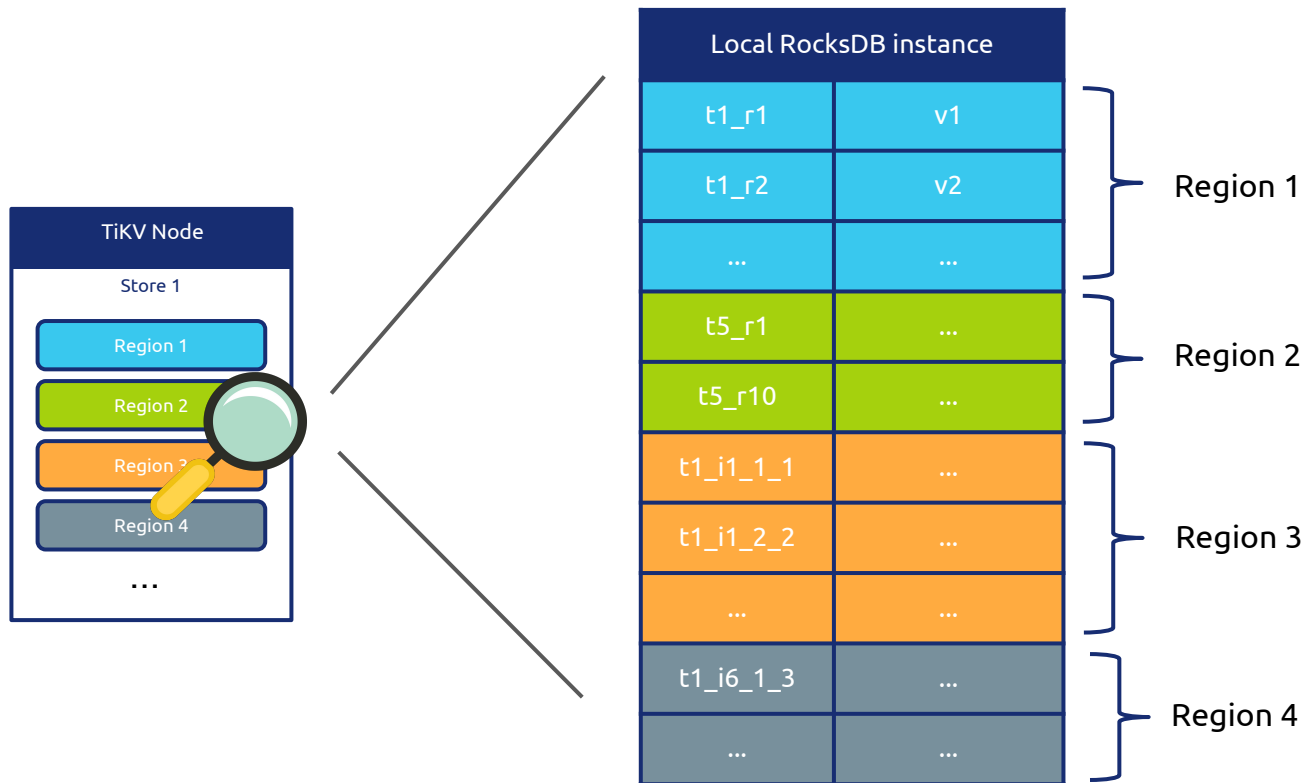 TiKV Node
Store 1
Region 1
Region 2
Region 3
Region 4
...
Local RocksDB instance
t1_r1 v1
t1_r2 v2
... ...
t5_r1 ...
t5_r10 ...
t1_i1_1_1 ...
t1_i1_2_2 ...
... ...
t1_i6_1_3 ...
... ...
Region 1
Region 2
Region 3
Region 4